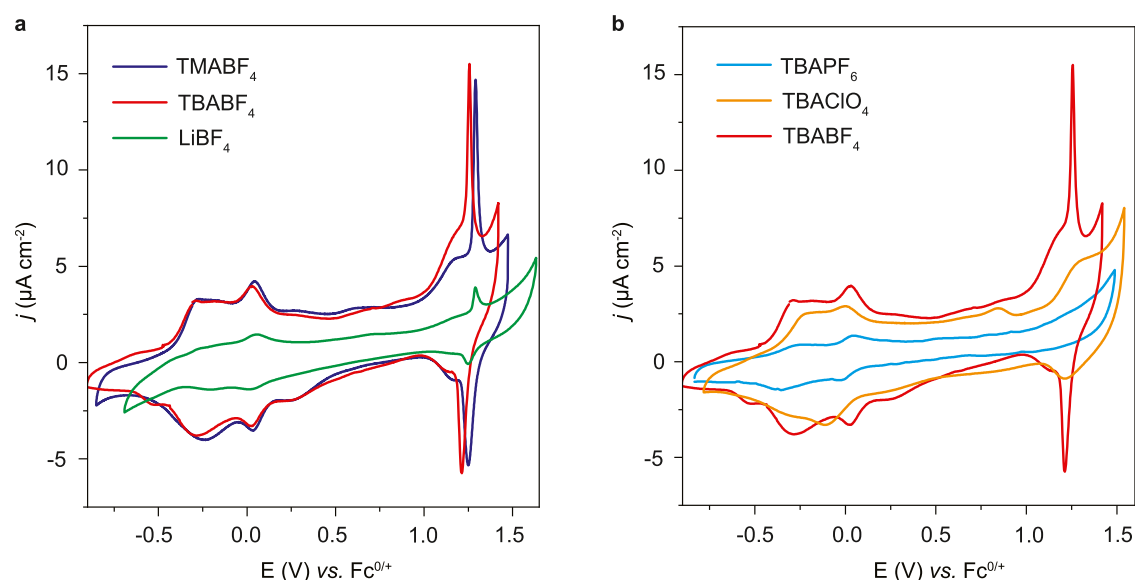 a
TMABF₄
TBABF₄
LiBF₄
15
10
5
0
-5
j (µA cm⁻²)
-0.5
0.0
0.5
1.0
1.5
E (V) vs. Fc⁰/⁺
b
TBAPF₆
TBAClO₄
TBABF₄
15
10
5
0
-5
j (µA cm⁻²)
-0.5
0.0
0.5
1.0
1.5
E (V) vs. Fc⁰/⁺